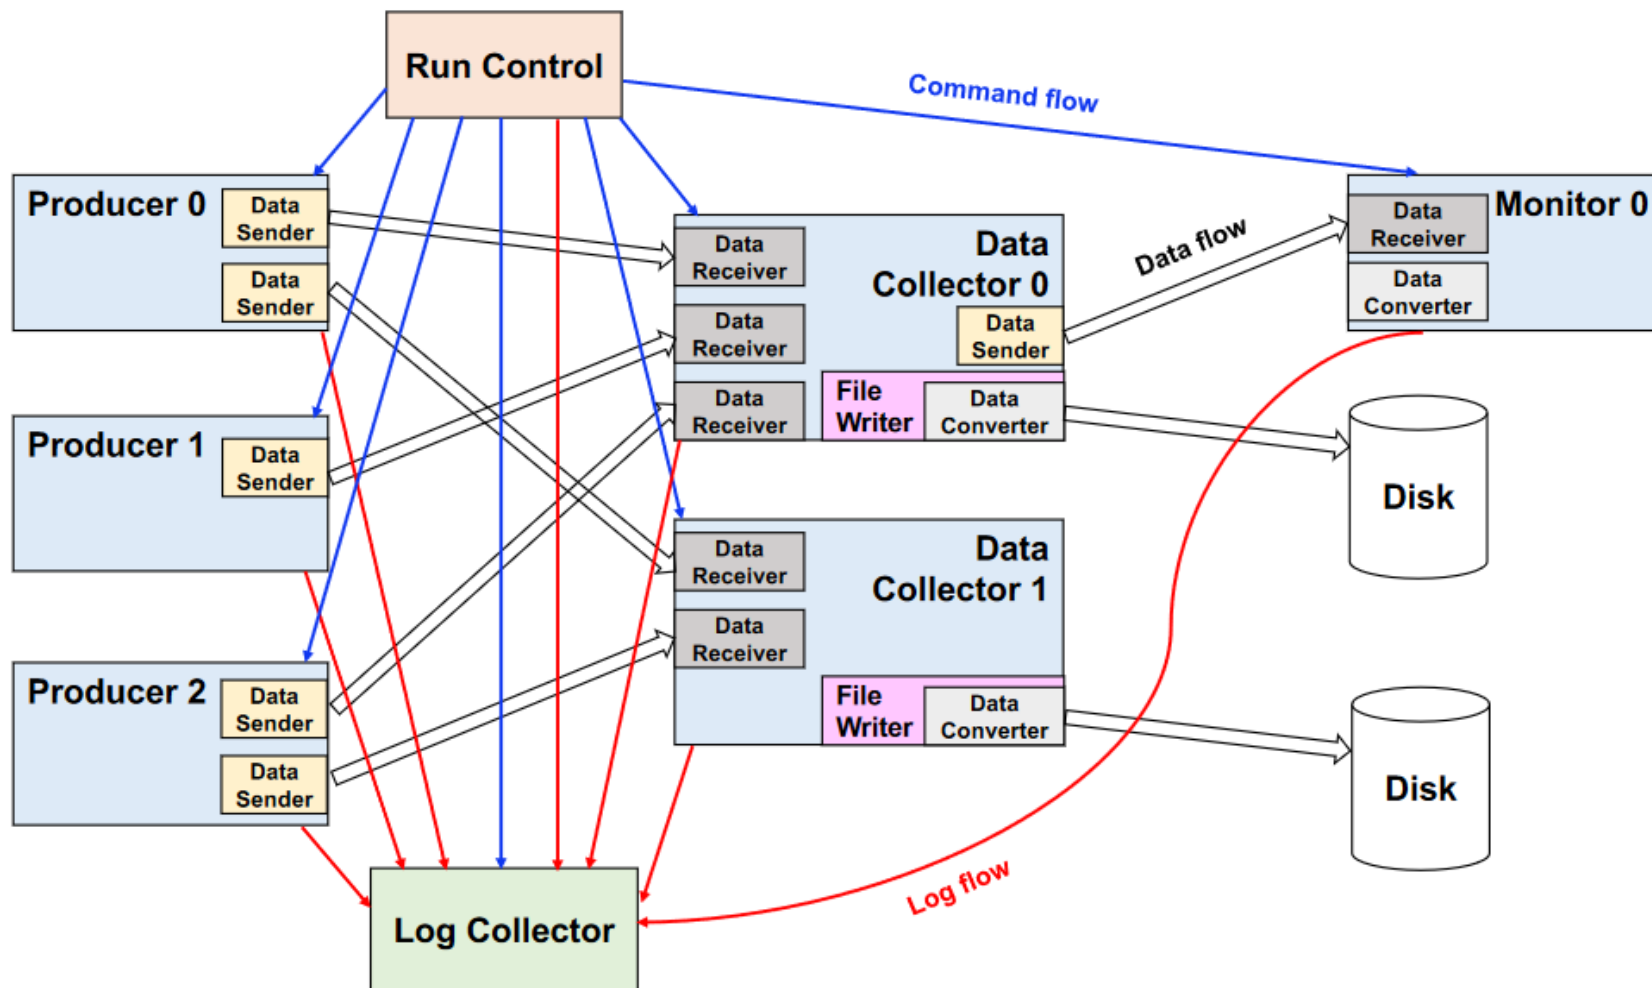 Run Control
Command flow
Producer 0
Data
Sender
Data
Sender
Data
Receiver
Data
Collector 0
Data
Receiver
Data
Receiver
Data
Sender
File
Writer
Data
Converter
Data flow
Data
Receiver
Monitor 0
Data
Converter
Producer 1
Data
Sender
Disk
Data
Receiver
Data
Collector 1
Data
Receiver
File
Writer
Data
Converter
Producer 2
Data
Sender
Data
Sender
Disk
Log flow
Log Collector